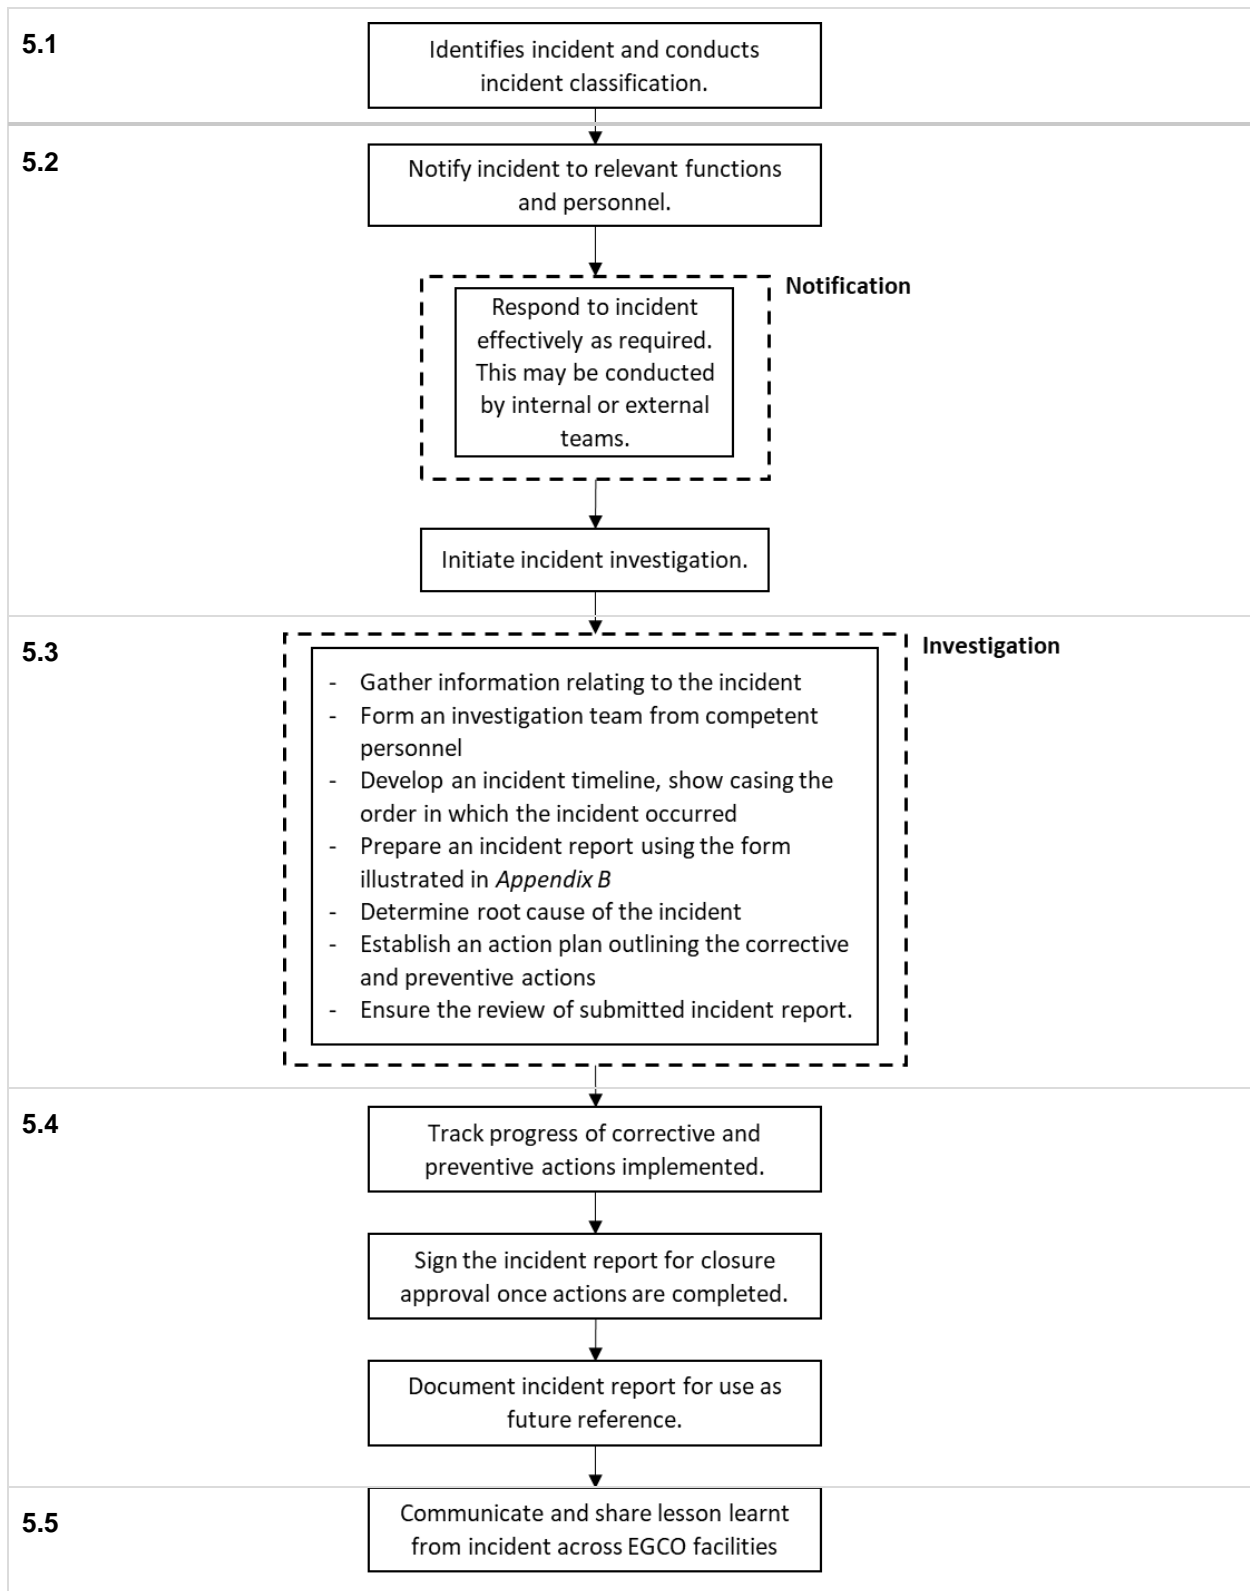 5.1
Identifies incident and conducts
incident classification.
5.2
Notify incident to relevant functions
and personnel.
Notification
Respond to incident
effectively as required.
This may be conducted
by internal or external
teams.
Initiate incident investigation.
5.3
Investigation
- Gather information relating to the incident
- Form an investigation team from competent
personnel
- Develop an incident timeline, show casing the
order in which the incident occurred
- Prepare an incident report using the form
illustrated in Appendix B
- Determine root cause of the incident
- Establish an action plan outlining the corrective
and preventive actions
- Ensure the review of submitted incident report.
5.4
Track progress of corrective and
preventive actions implemented.
Sign the incident report for closure
approval once actions are completed.
Document incident report for use as
future reference.
5.5
Communicate and share lesson learnt
from incident across EGCO facilities